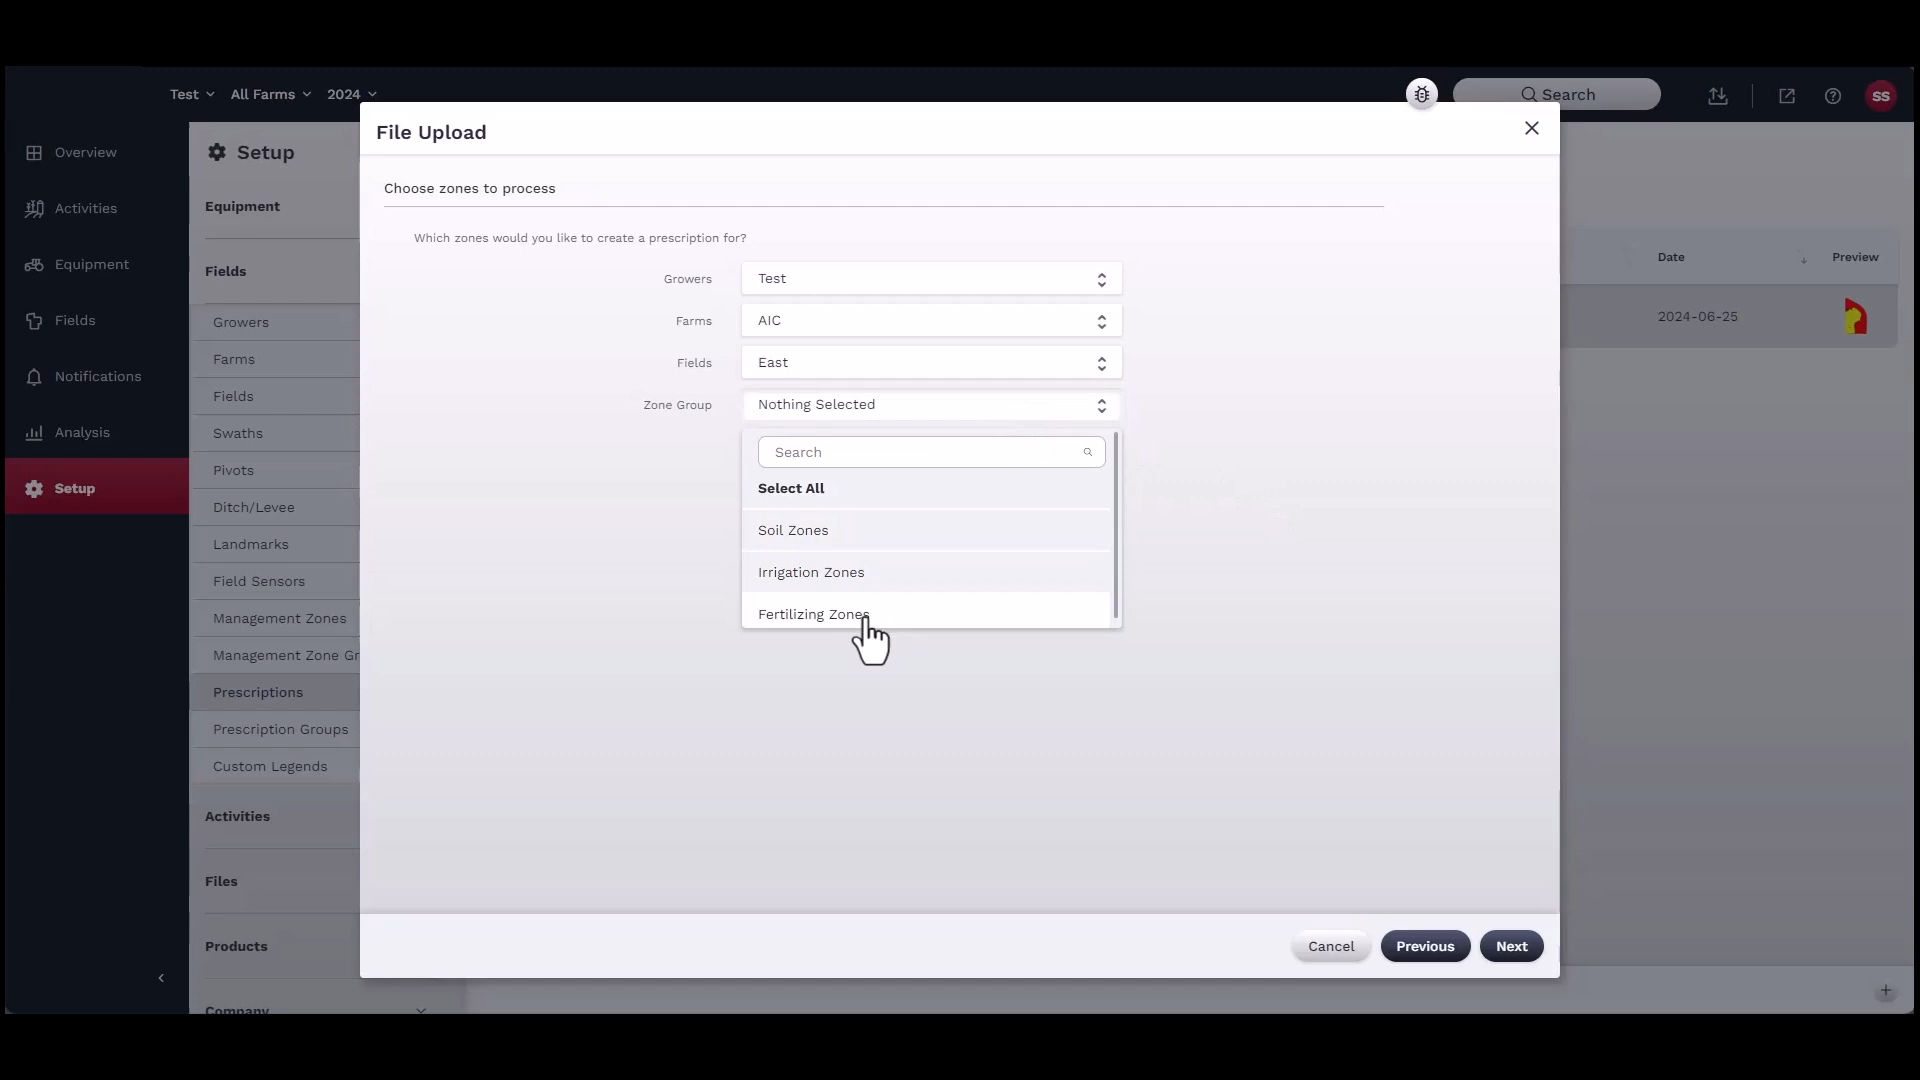 Test All Farms 2024
Search
SS
Overview
Activities
Equipment
Fields
Notifications
Analysis
Setup
Setup
Equipment
Fields
Growers
Farms
Fields
Swaths
Pivots
Ditch/Levee
Landmarks
Field Sensors
Management Zones
Management Zone Gr
Prescriptions
Prescription Groups
Custom Legends
Activities
Files
Products
Company
File Upload
Choose zones to process
Which zones would you like to create a prescription for?
Growers Test
Farms AIC
Fields East
Zone Group Nothing Selected
Search
Select All
Soil Zones
Irrigation Zones
Fertilizing Zones
Cancel Previous Next
Date Preview
2024-06-25